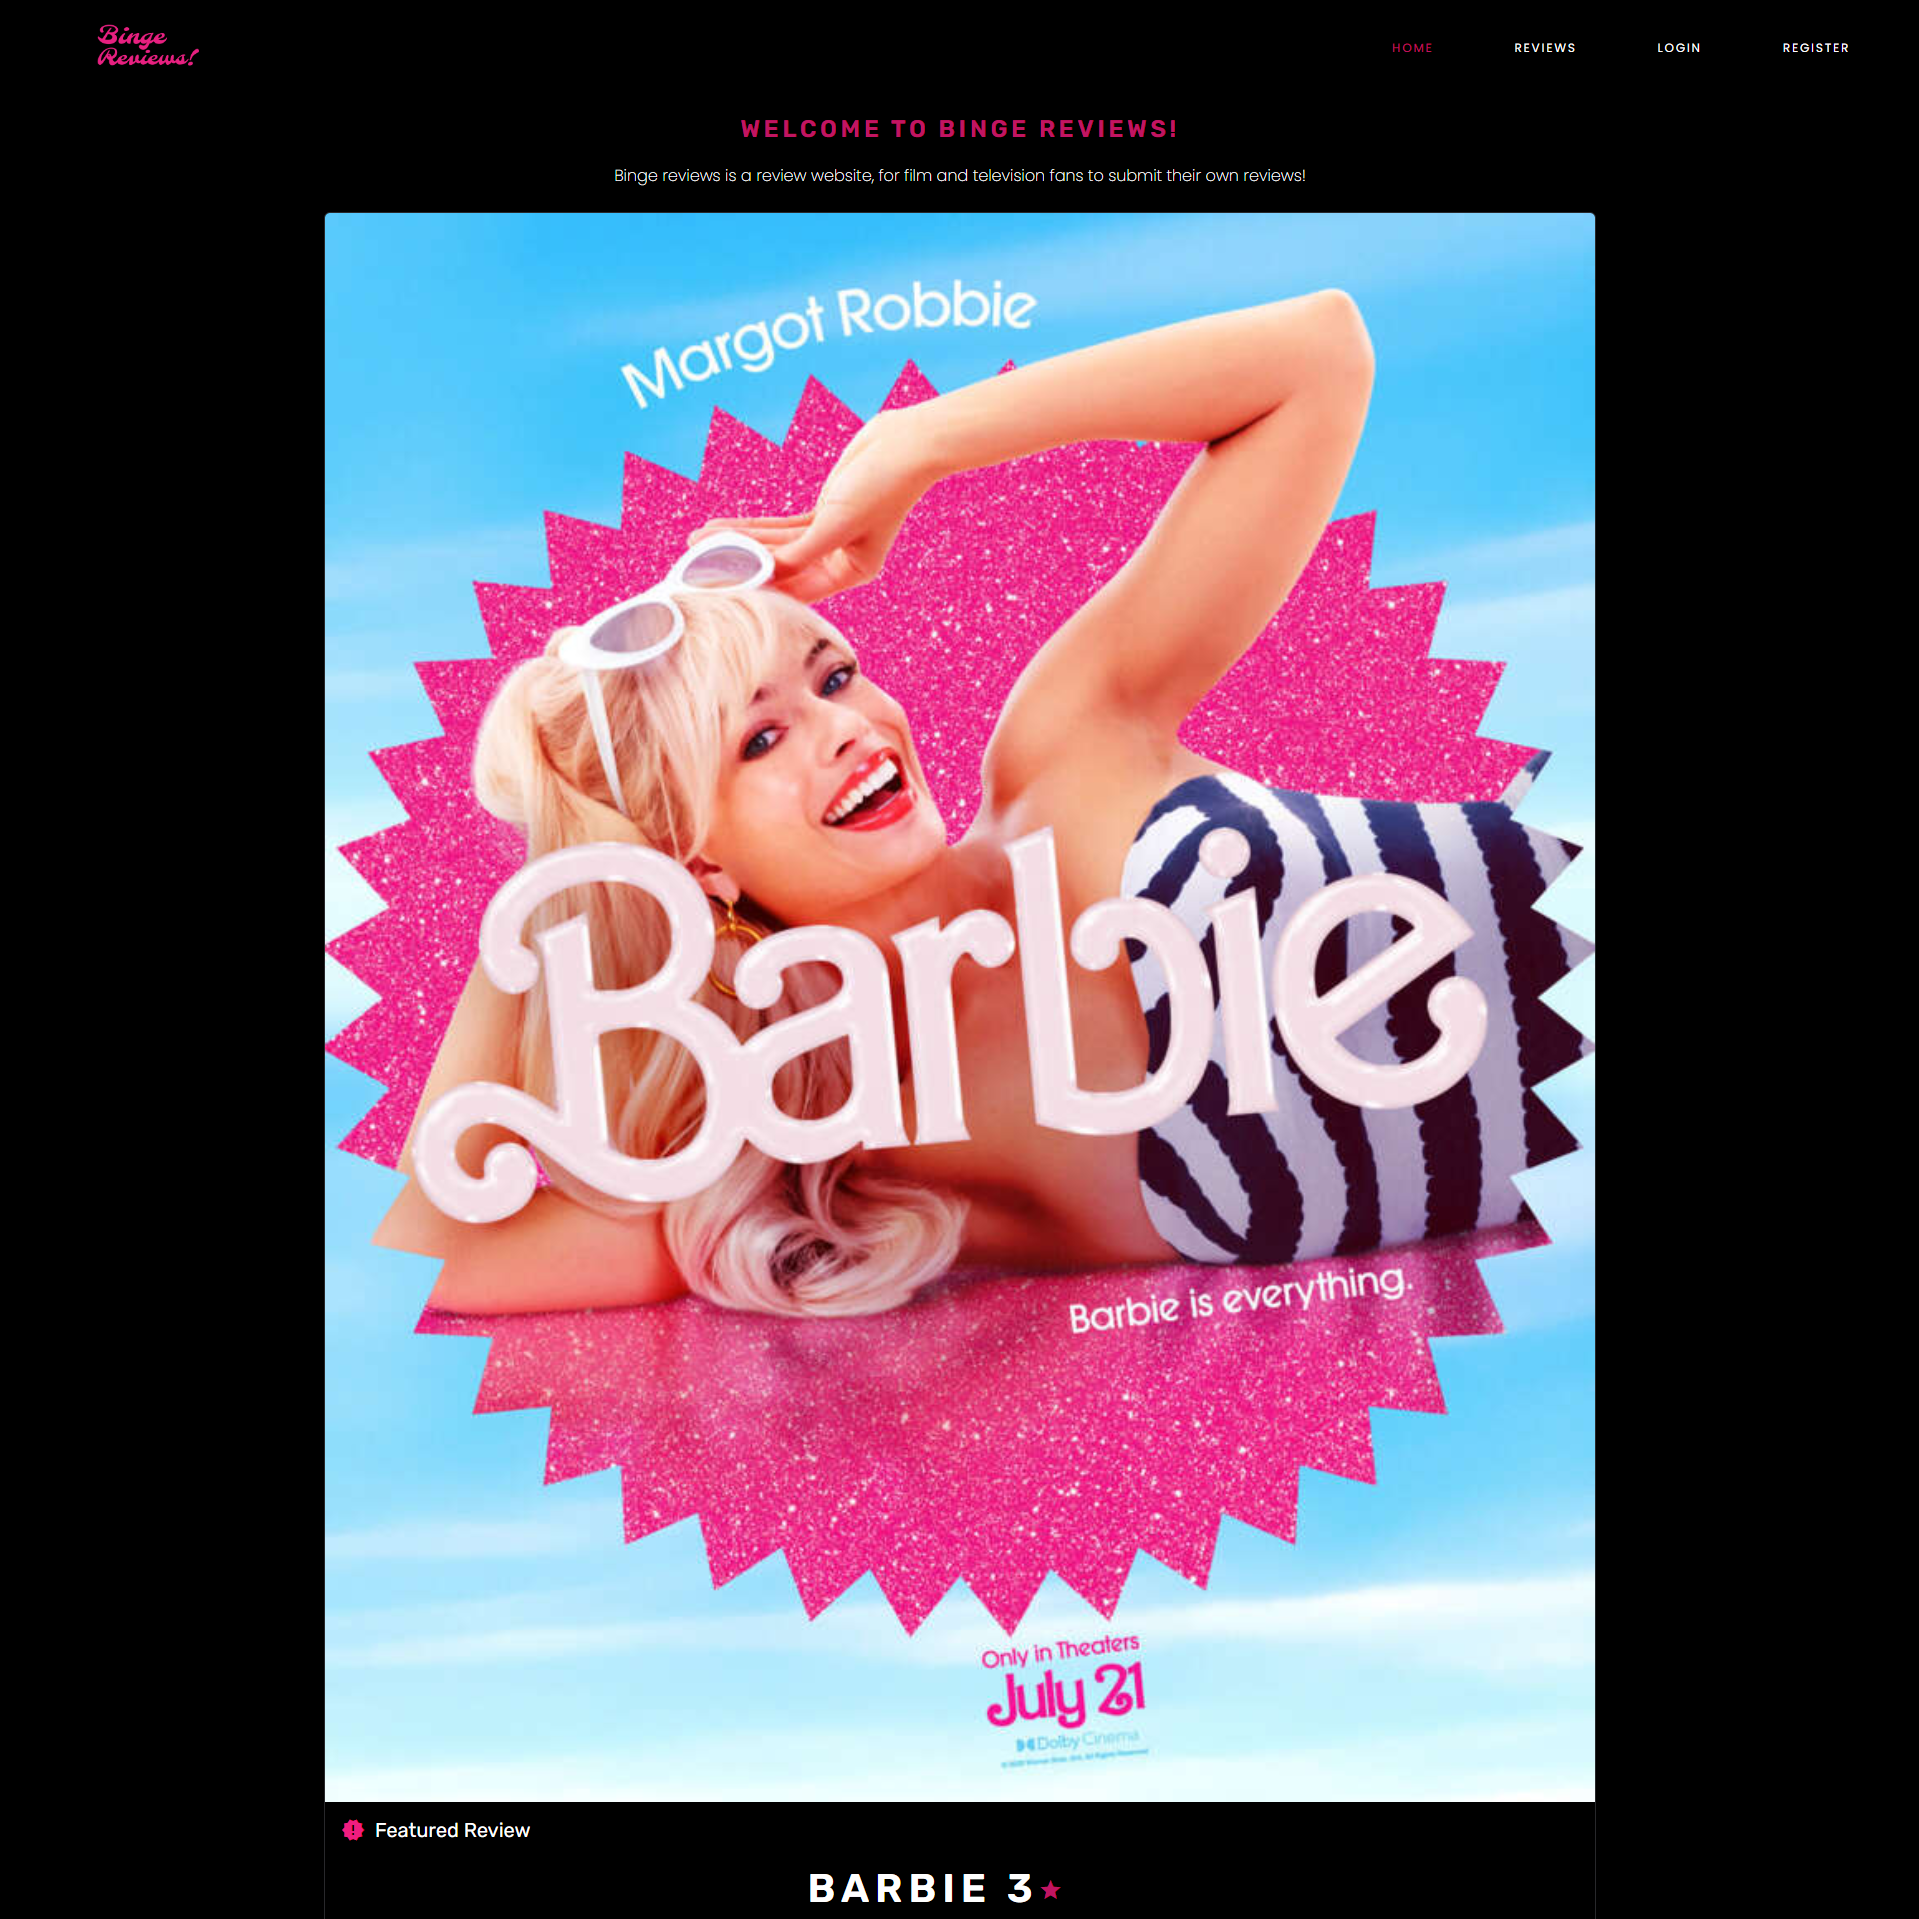 Binge
Reviews!
HOME
REVIEWS
LOGIN
REGISTER
WELCOME TO BINGE REVIEWS!
Binge reviews is a review website, for film and television fans to submit their own reviews!
Margot Robbie
Barbie
Barbie is everything.
Only in Theaters
July 21
Dolby Cinema
Featured Review
BARBIE 3